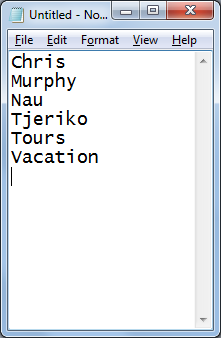 Untitled - No...
File Edit Format View Help
Chris
Murphy
Nau
Tjeriko
Tours
Vacation